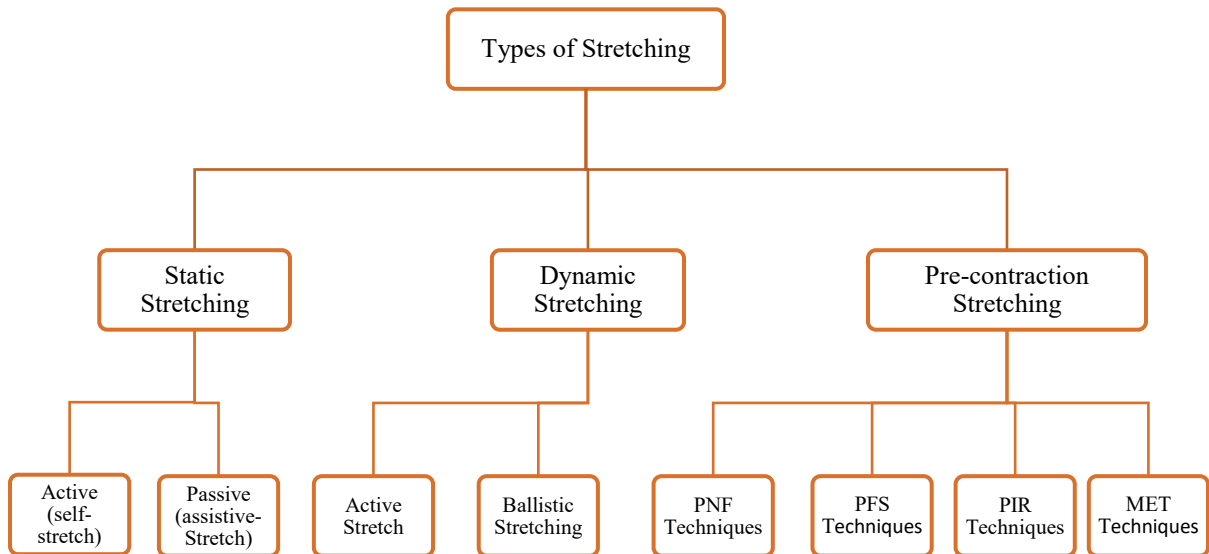 Types of Stretching
Static
Stretching
Dynamic
Stretching
Pre-contraction
Stretching
Active
(self-
stretch)
Passive
(assistive-
Stretch)
Active
Stretch
Ballistic
Stretching
PNF
Techniques
PFS
Techniques
PIR
Techniques
MET
Techniques